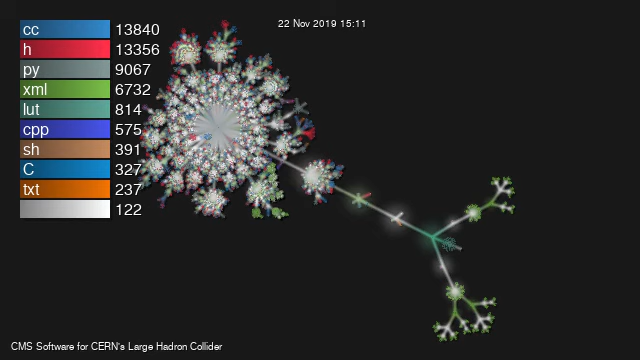 22 Nov 2019 15:11
cc 13840
h 13356
py 9067
xml 6732
lut 814
cpp 575
sh 391
C 327
txt 237
122
CMS Software for CERN's Large Hadron Collider